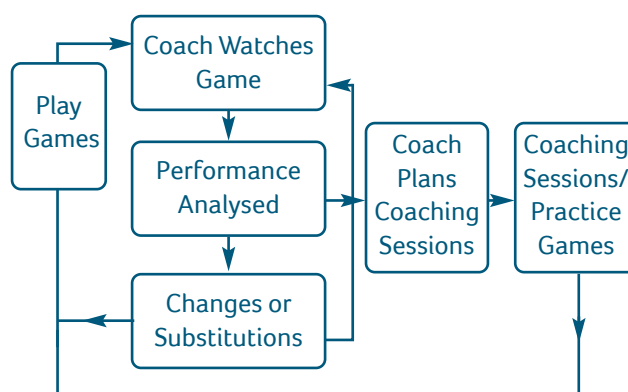 Coach Watches
Game
Play
Games
Performance
Analysed
Coach
Plans
Coaching
Sessions
Coaching
Sessions/
Practice
Games
Changes or
Substitutions